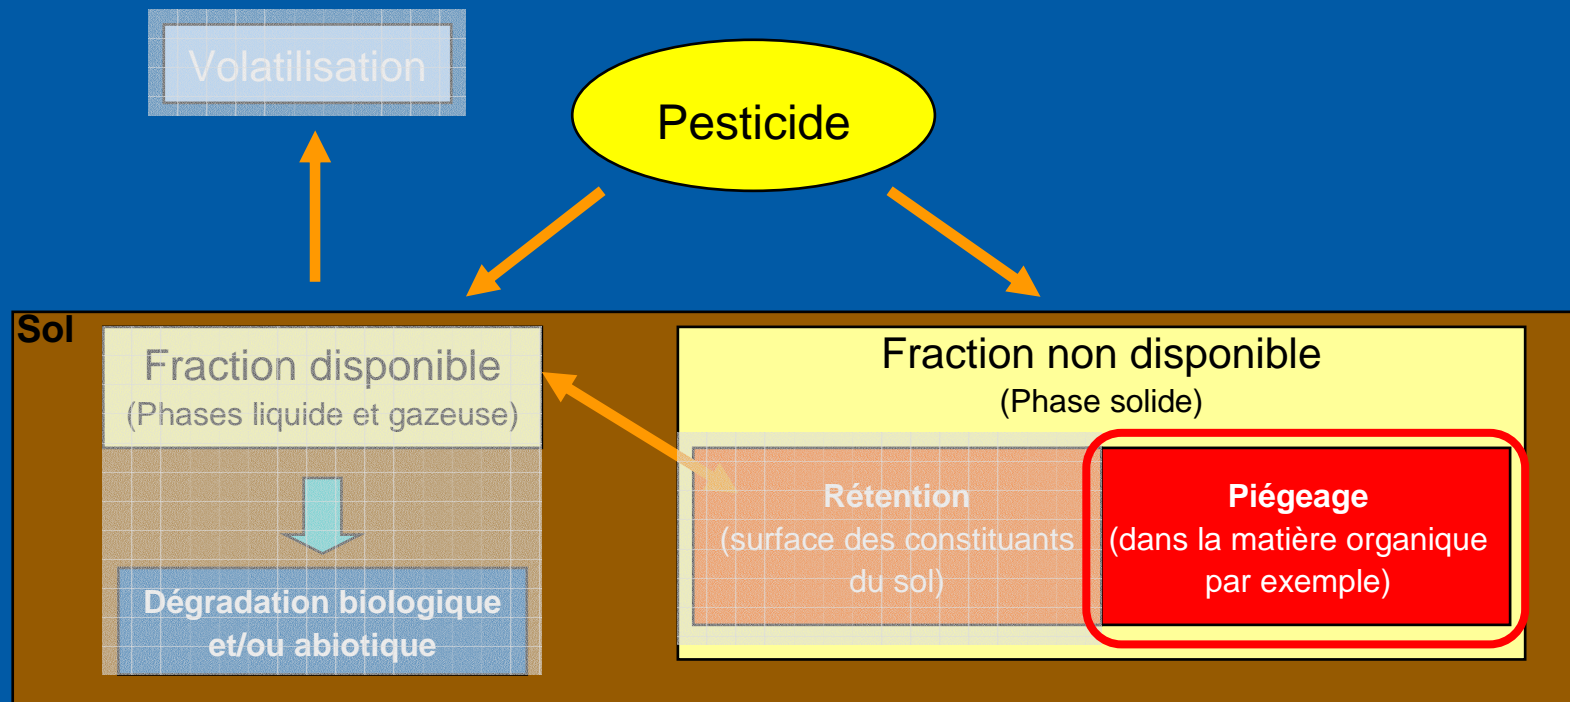 Volatilisation
Pesticide
Sol
Fraction disponible
(Phases liquide et gazeuse)
Dégradation biologique
et/ou abiotique
Fraction non disponible
(Phase solide)
Rétention
(surface des constituants
du sol)
Piégeage
(dans la matière organique
par exemple)